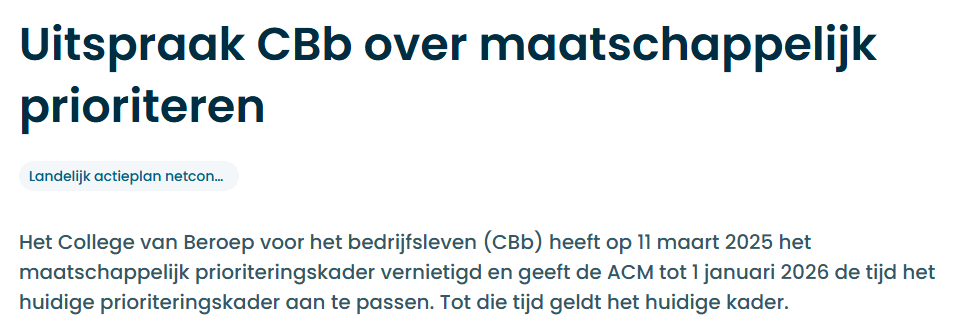 Uitspraak CBb over maatschappelijk
prioriteren
Landelijk actieplan netcon...
Het College van Beroep voor het bedrijfsleven (CBb) heeft op 11 maart 2025 het
maatschappelijk prioriteringskader vernietigd en geeft de ACM tot 1 januari 2026 de tijd het
huidige prioriteringskader aan te passen. Tot die tijd geldt het huidige kader.